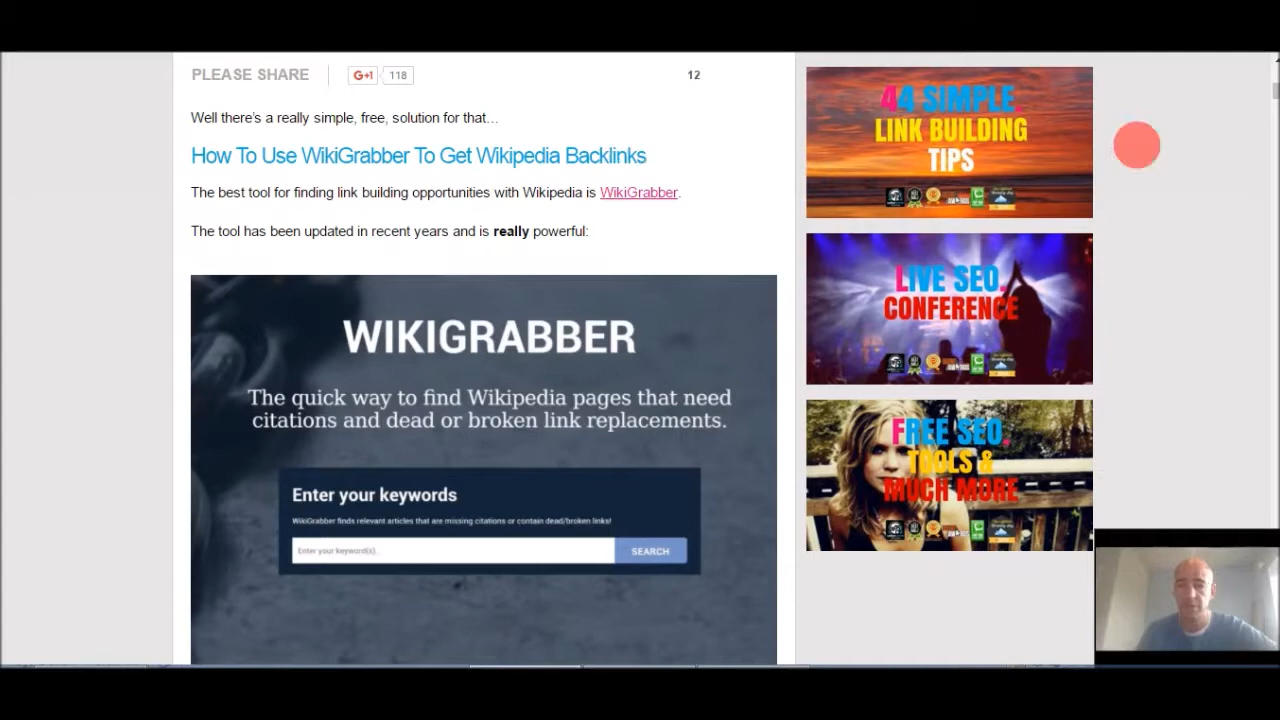 PLEASE SHARE
G+1
118
12
Well there's a really simple, free, solution for that...
How To Use WikiGrabber To Get Wikipedia Backlinks
The best tool for finding link building opportunities with Wikipedia is WikiGrabber.
The tool has been updated in recent years and is really powerful:
WIKIGRABBER
The quick way to find Wikipedia pages that need
citations and dead or broken link replacements.
Enter your keywords
WikiGrabber finds relevant articles that are missing citations or contain dead/broken links!
Enter your keyword(s)..
SEARCH
44 SIMPLE
LINK BUILDING
TIPS
LIVE SEO.
CONFERENCE
FREE SEO.
TOOLS &
MUCH MORE